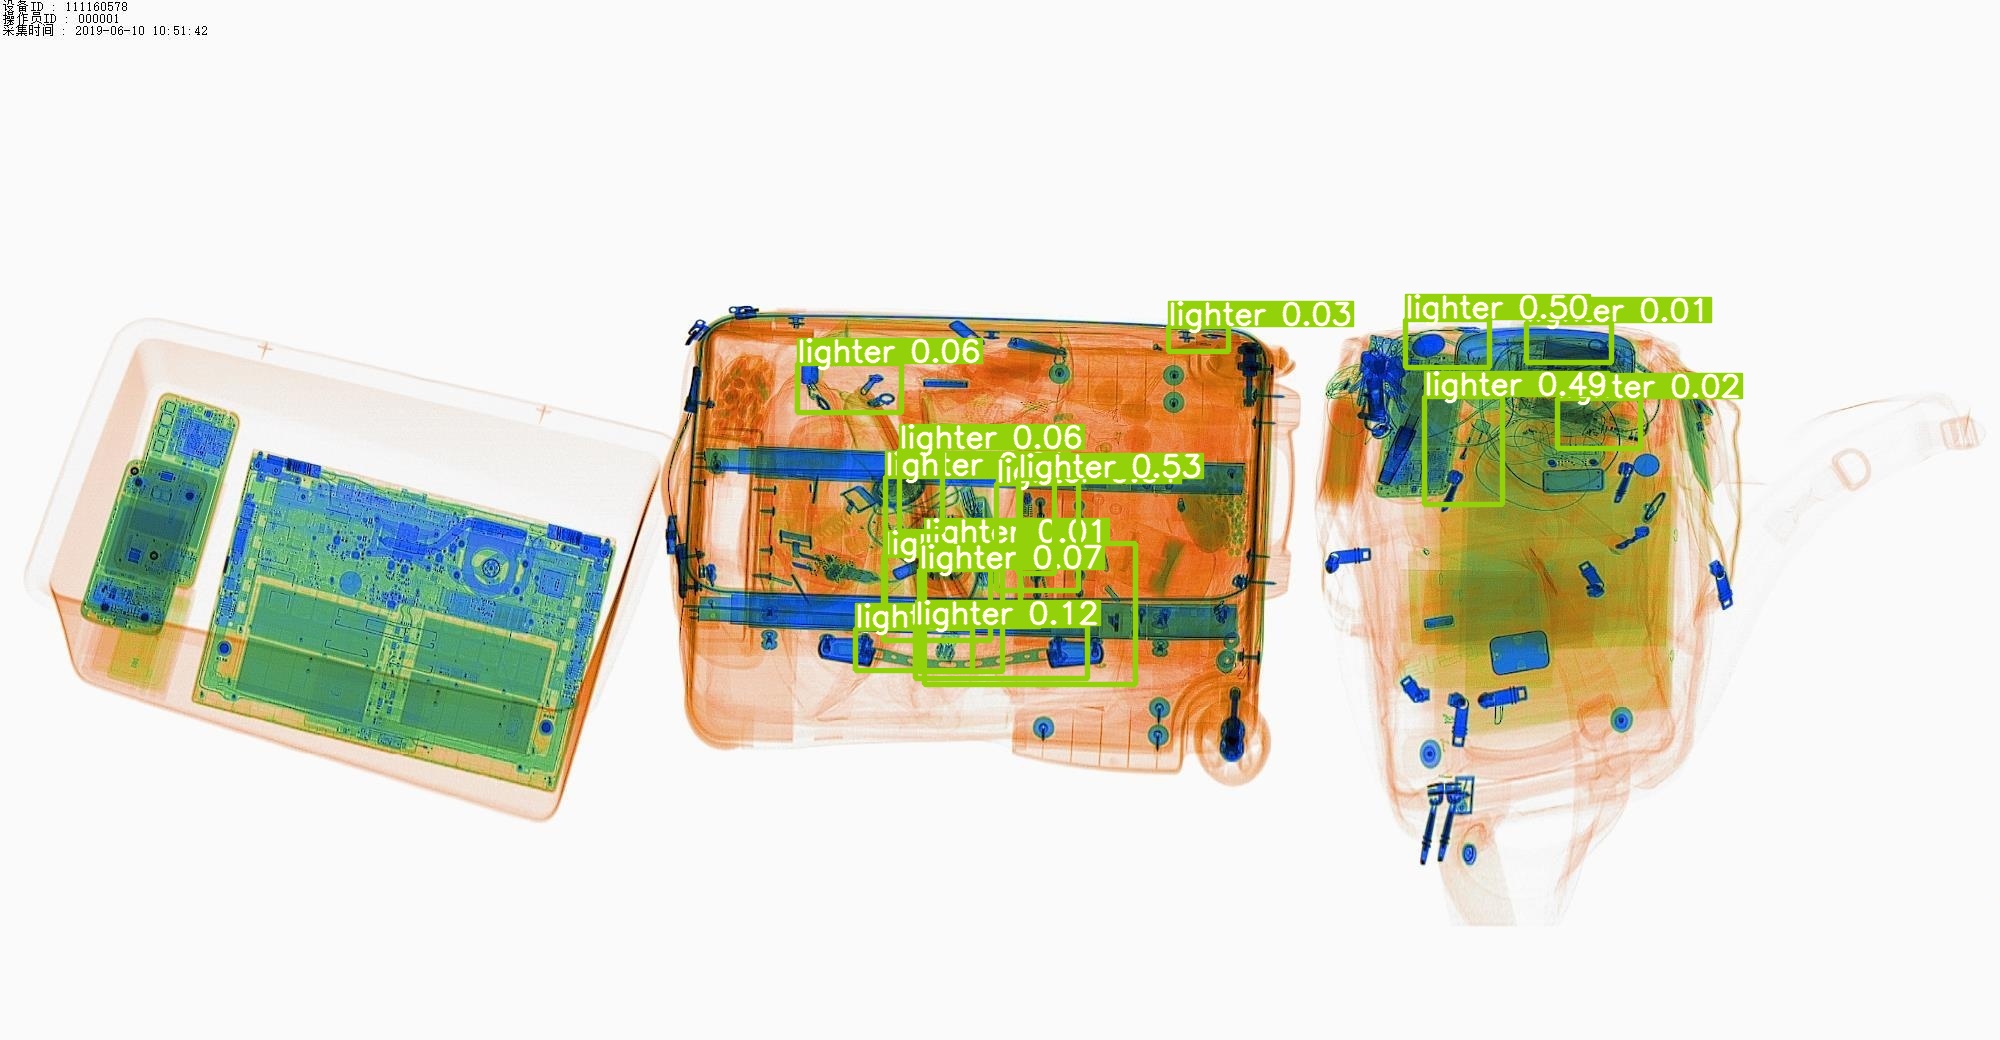 设备ID : 111160578
操作员ID : 000001
采集时间 : 2019-06-10 10:51:42
lighter 0.03
lighter 0.50
er 0.01
lighter 0.06
lighter 0.49
ter 0.02
lighter 0.06
lighter
lighter 0.53
lighter
0.01
lighter 0.07
light
lighter 0.12